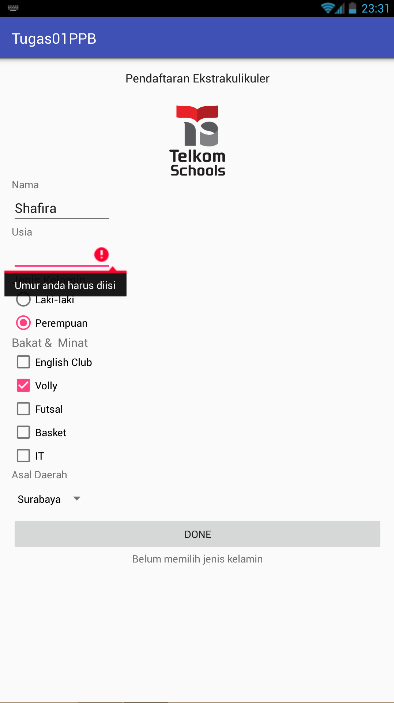 23:31
Tugas01PPB
Pendaftaran Ekstrakulikuler
Telkom
Schools
Nama
Shafira
Usia
Umur anda harus diisi
Laki-laki
Perempuan
Bakat & Minat
English Club
Volly
Futsal
Basket
IT
Asal Daerah
Surabaya
DONE
Belum memilih jenis kelamin